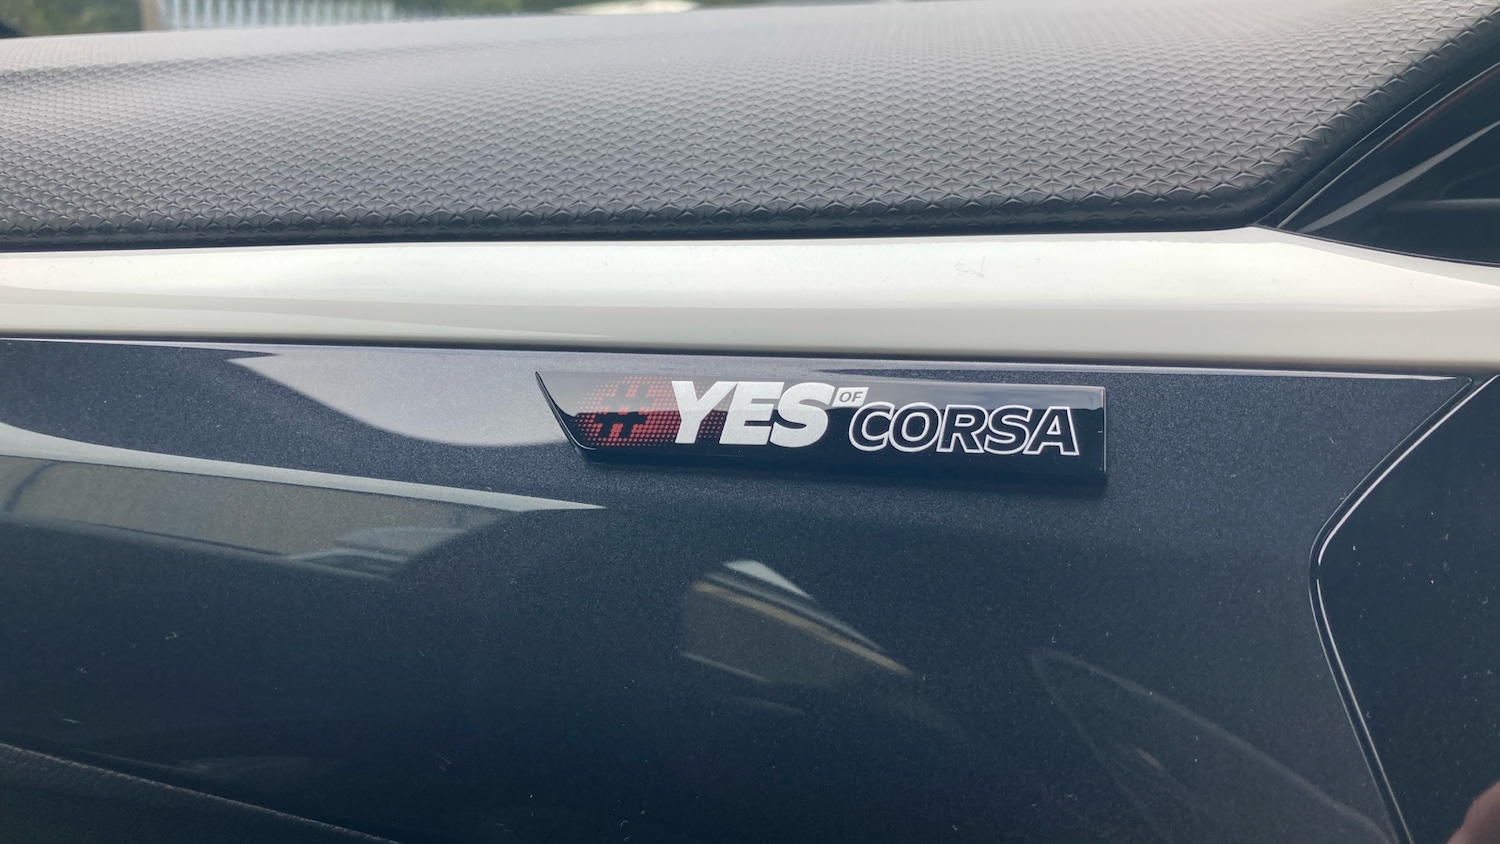 #YES OF CORSA